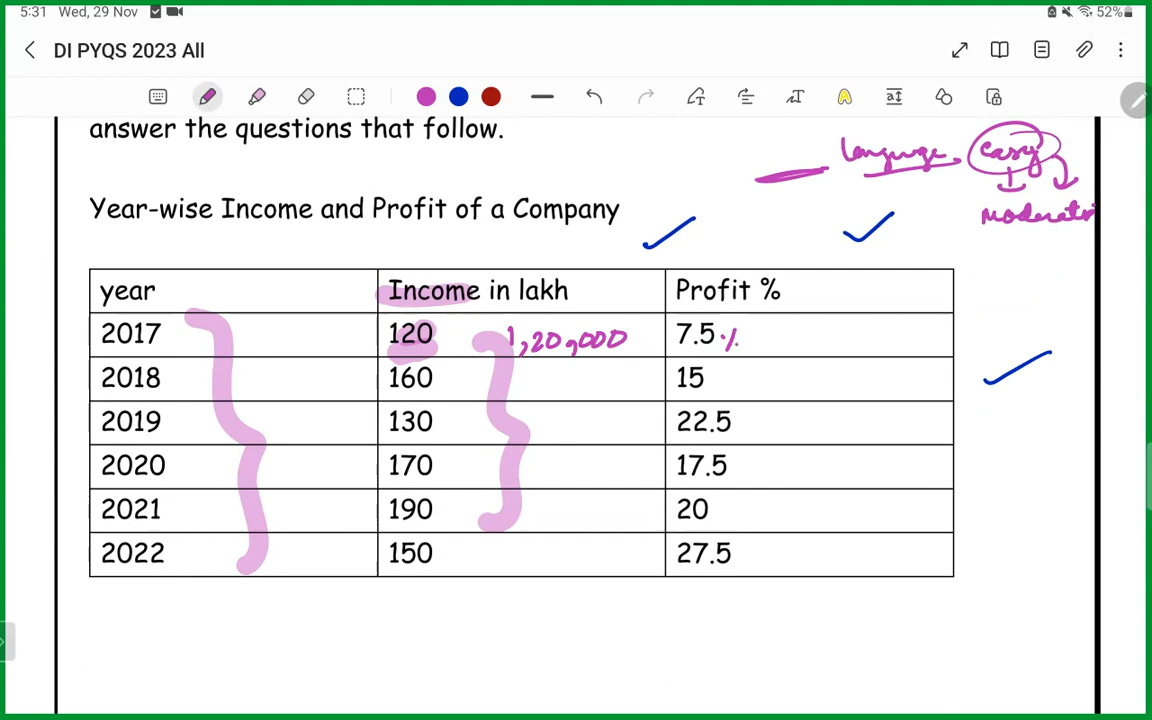 5:31 Wed, 29 Nov 52%
DI PYQS 2023 All
answer the questions that follow.
language, easy
moderate
Year-wise Income and Profit of a Company
year Income in lakh Profit %
2017 120 1,20,000 7.5 %
2018 160 15
2019 130 22.5
2020 170 17.5
2021 190 20
2022 150 27.5